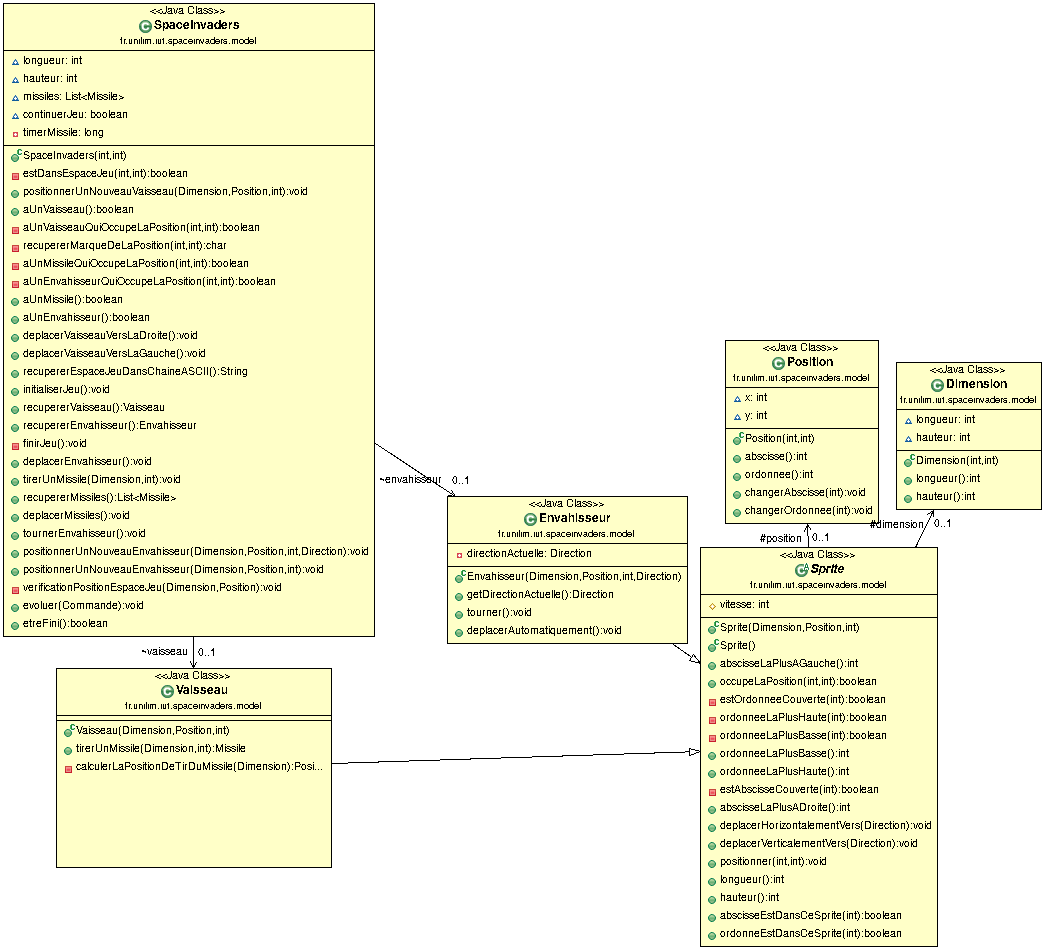 <<Java Class>>
SpaceInvaders
fr.unilim.iut.spaceinvaders.model
longueur: int
hauteur: int
missiles: List<Missile>
continuerJeu: boolean
timerMissile: long
SpaceInvaders(int,int)
estDansEspaceJeu(int,int):boolean
positionnerUnNouveauVaisseau(Dimension,Position,int):void
aUnVaisseau():boolean
aUnVaisseauQuiOccupeLaPosition(int,int):boolean
recupererMarqueDeLaPosition(int,int):char
aUnMissileQuiOccupeLaPosition(int,int):boolean
aUnEnvahisseurQuiOccupeLaPosition(int,int):boolean
aUnMissile():boolean
aUnEnvahisseur():boolean
deplacerVaisseauVersLaDroite():void
deplacerVaisseauVersLaGauche():void
recupererEspaceJeuDansChaineASCII():String
initialiserJeu():void
recupererVaisseau():Vaisseau
recupererEnvahisseur():Envahisseur
finirJeu():void
deplacerEnvahisseur():void
tirerUnMissile(Dimension,int):void
recupererMissiles():List<Missile>
deplacerMissiles():void
tournerEnvahisseur():void
positionnerUnNouveauEnvahisseur(Dimension,Position,int,Direction):void
positionnerUnNouveauEnvahisseur(Dimension,Position,int):void
verificationPositionEspaceJeu(Dimension,Position):void
evoluer(Commande):void
etreFini():boolean
~envahisseur 0..1
~vaisseau 0..1
<<Java Class>>
Vaisseau
fr.unilim.iut.spaceinvaders.model
Vaisseau(Dimension,Position,int)
tirerUnMissile(Dimension,int):Missile
calculerLaPositionDeTirDuMissile(Dimension):Posi...
<<Java Class>>
Envahisseur
fr.unilim.iut.spaceinvaders.model
directionActuelle: Direction
Envahisseur(Dimension,Position,int,Direction)
getDirectionActuelle():Direction
tourner():void
deplacerAutomatiquement():void
<<Java Class>>
Position
fr.unilim.iut.spaceinvaders.model
x: int
y: int
Position(int,int)
abscisse():int
ordonnee():int
changerAbscisse(int):void
changerOrdonnee(int):void
<<Java Class>>
Dimension
fr.unilim.iut.spaceinvaders.model
longueur: int
hauteur: int
Dimension(int,int)
longueur():int
hauteur():int
#dimension 0..1
#position 0..1
<<Java Class>>
Sprite
fr.unilim.iut.spaceinvaders.model
vitesse: int
Sprite(Dimension,Position,int)
Sprite()
abscisseLaPlusAGauche():int
occupeLaPosition(int,int):boolean
estOrdonneeCouverte(int):boolean
ordonneeLaPlusHaute(int):boolean
ordonneeLaPlusBasse(int):boolean
ordonneeLaPlusBasse():int
ordonneeLaPlusHaute():int
estAbscisseCouverte(int):boolean
abscisseLaPlusADroite():int
deplacerHorizontalementVers(Direction):void
deplacerVerticalementVers(Direction):void
positionner(int,int):void
longueur():int
hauteur():int
abscisseEstDansCeSprite(int):boolean
ordonneEstDansCeSprite(int):boolean